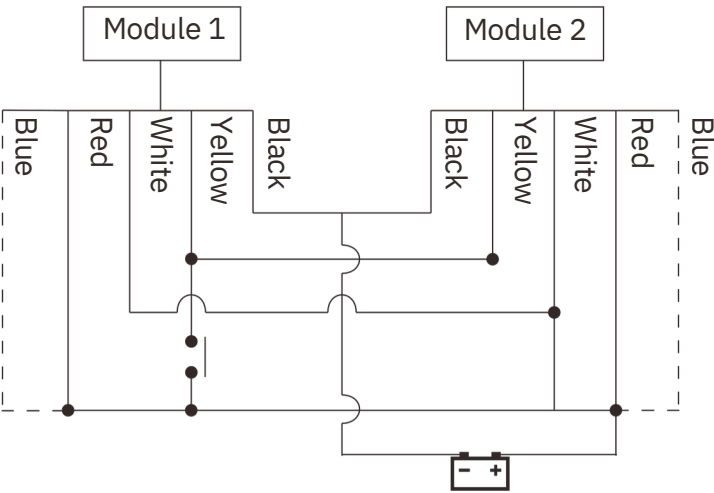 Module 1
Module 2
Blue
Red
White
Yellow
Black
Black
Yellow
White
Red
Blue
- +